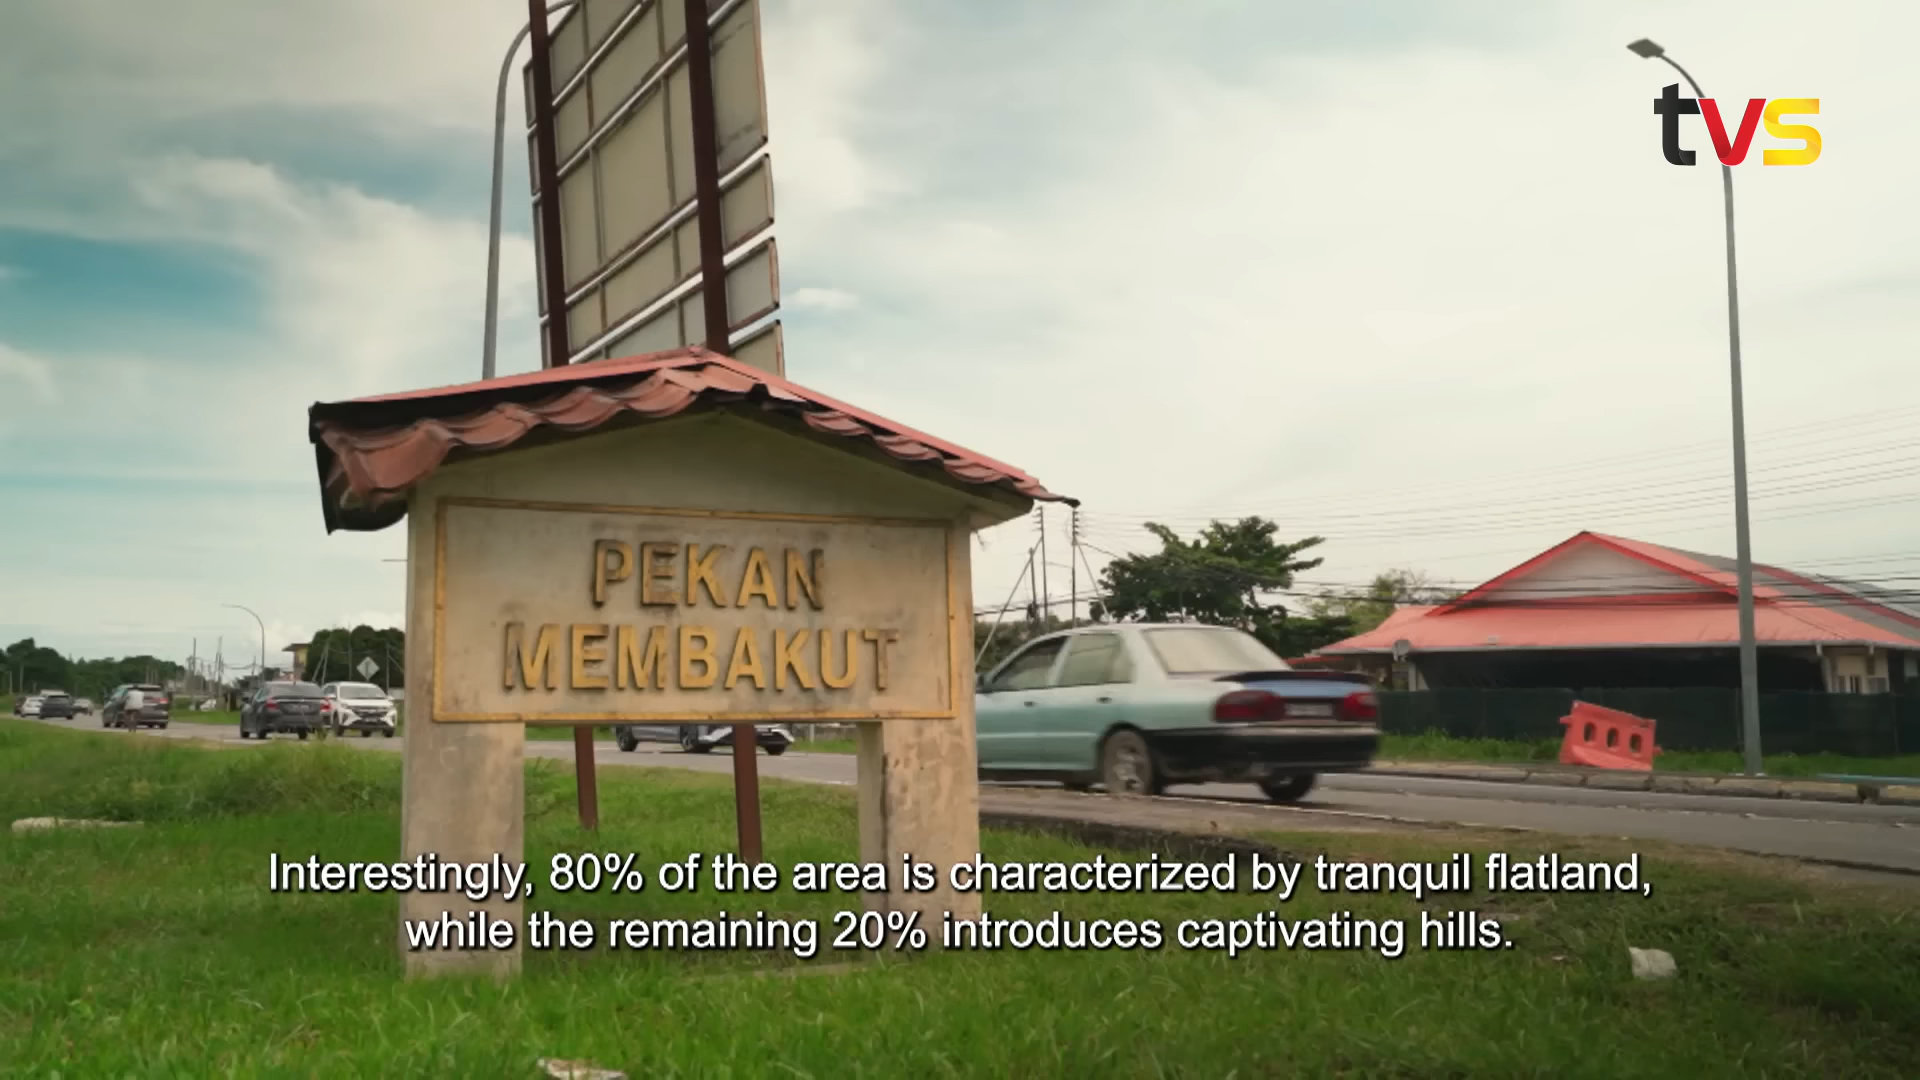 tvs
PEKAN
MEMBAKUT
Interestingly, 80% of the area is characterized by tranquil flatland,
while the remaining 20% introduces captivating hills.